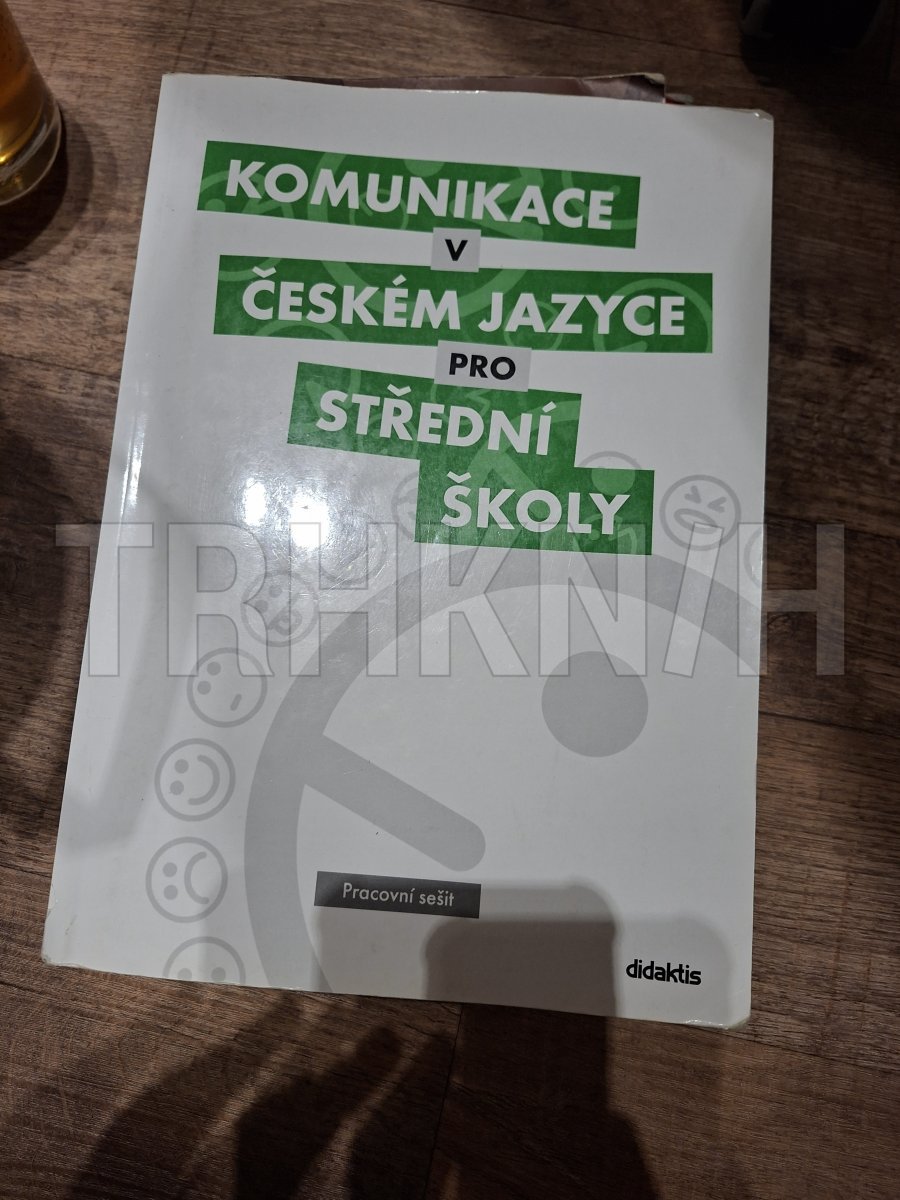 KOMUNIKACE
V
ČESKÉM JAZYCE
PRO
STŘEDNÍ
ŠKOLY
TRHKNIH
Pracovní sešit
didaktis